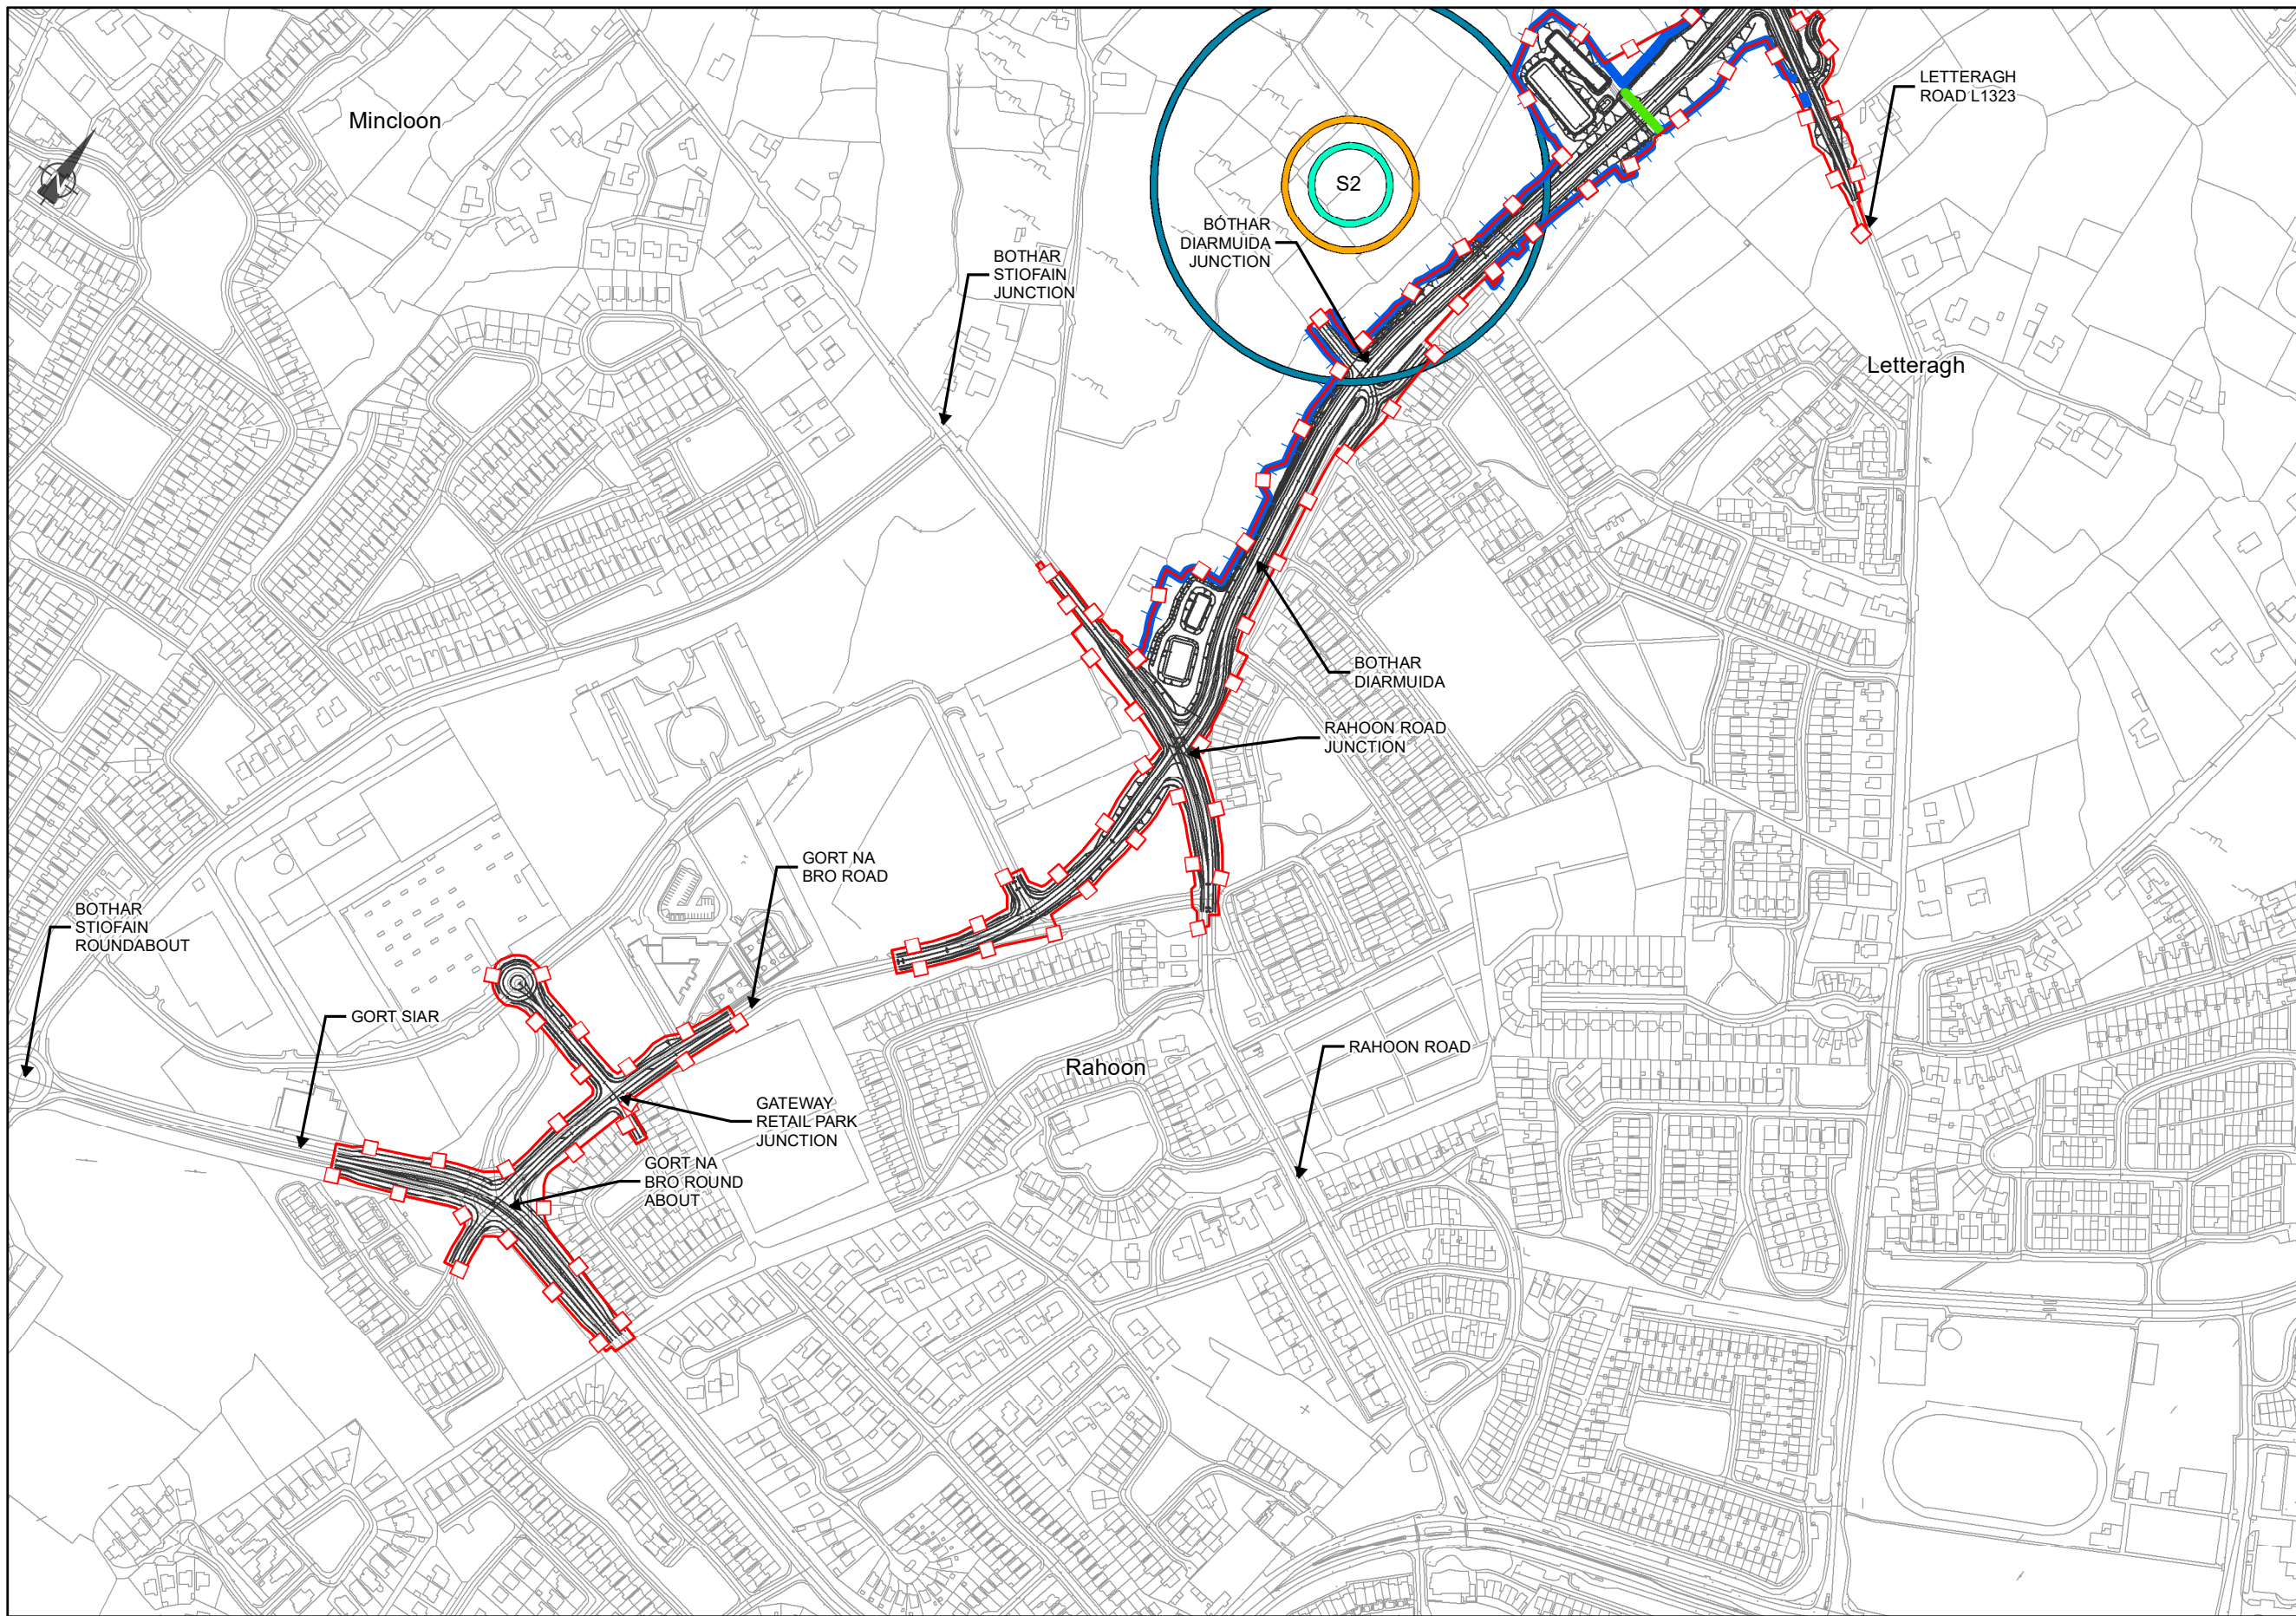 Mincloon
LETTERAGH
ROAD L1323
S2
BÓTHAR
DIARMUIDA
JUNCTION
BOTHAR
STIOFAIN
JUNCTION
Letteragh
BOTHAR
DIARMUIDA
RAHOON ROAD
JUNCTION
GORT NA
BRO ROAD
BOTHAR
STIOFAIN
ROUNDABOUT
GORT SIAR
RAHOON ROAD
Rahoon
GATEWAY
RETAIL PARK
JUNCTION
GORT NA
BRO ROUND
ABOUT